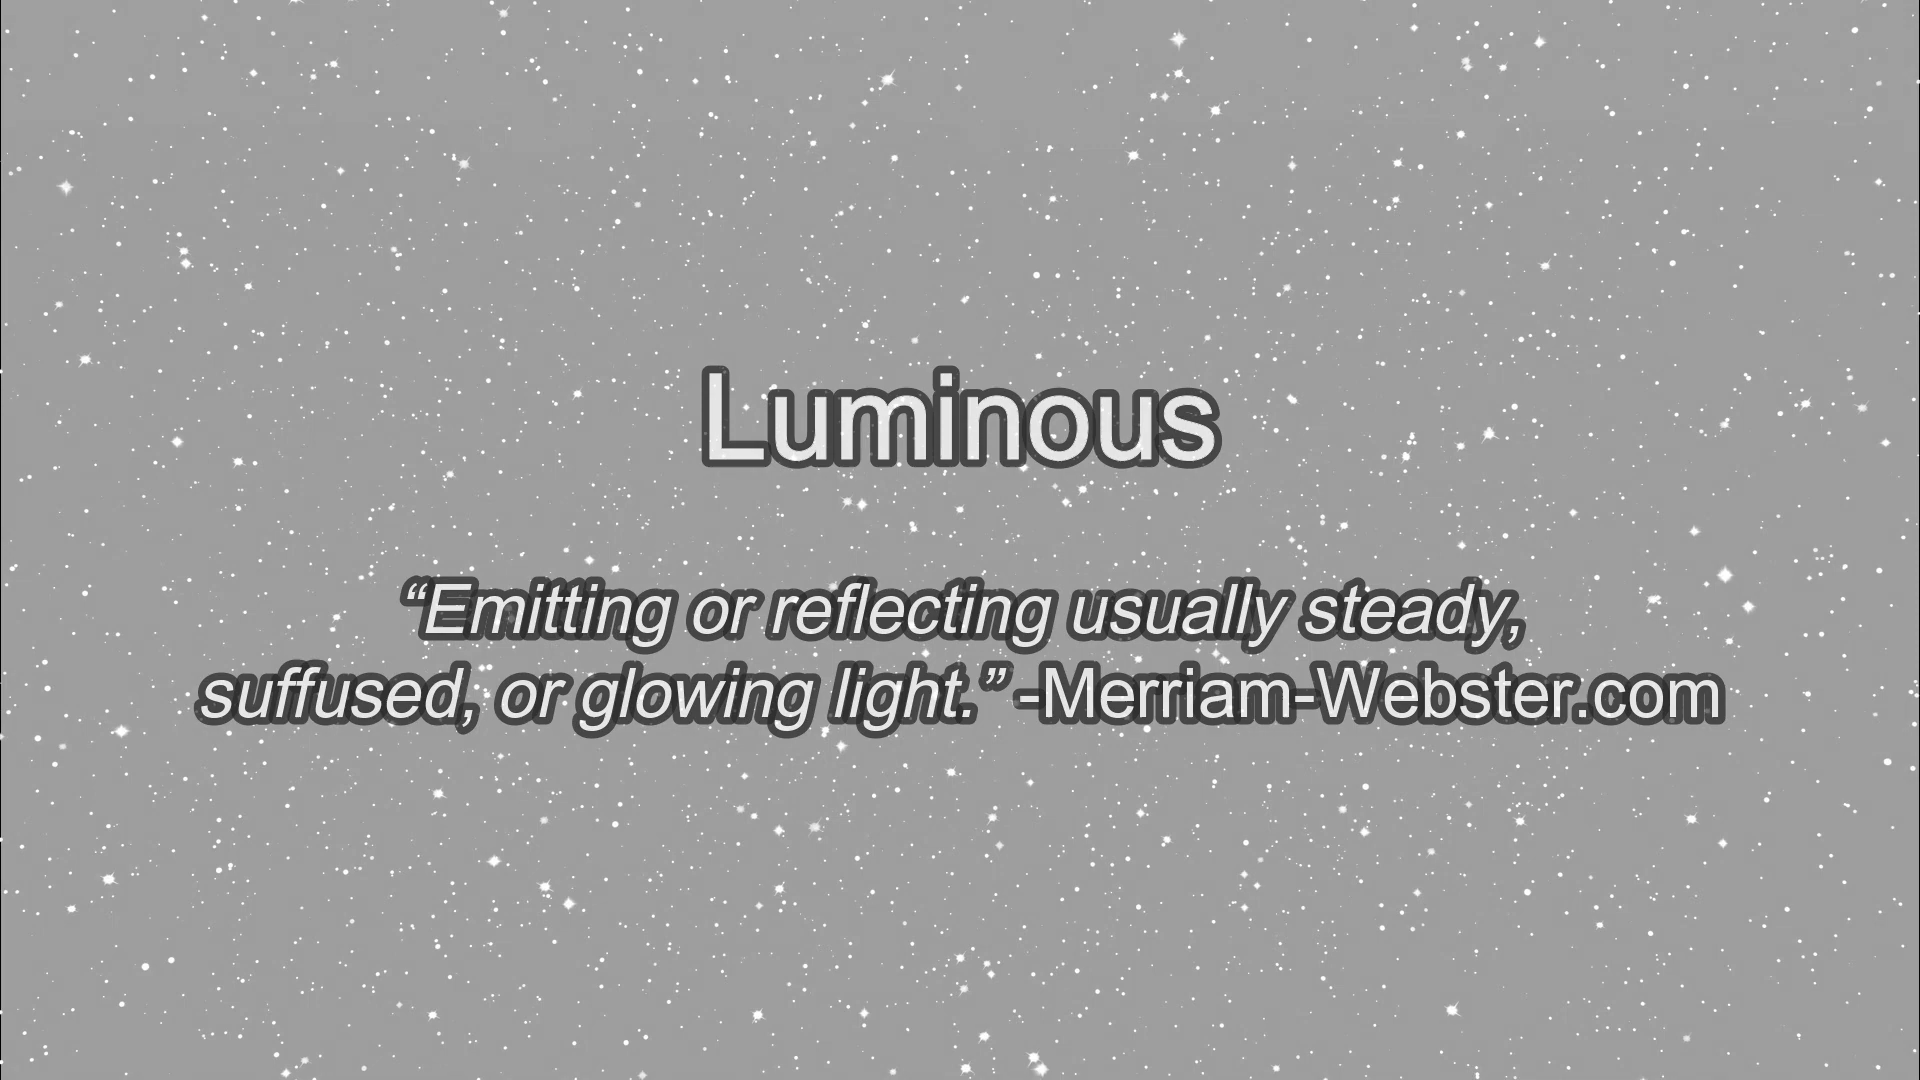 Luminous
“Emitting or reflecting usually steady,
suffused, or glowing light.” -Merriam-Webster.com